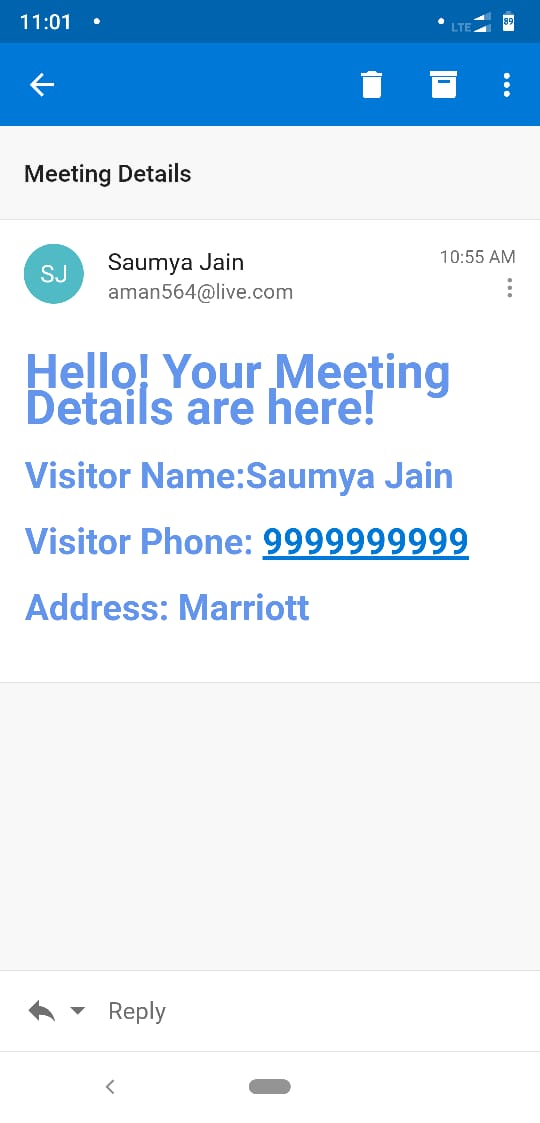 11:01
LTE 89
Meeting Details
SJ
Saumya Jain
10:55 AM
aman564@live.com
Hello! Your Meeting
Details are here!
Visitor Name:Saumya Jain
Visitor Phone: 9999999999
Address: Marriott
Reply